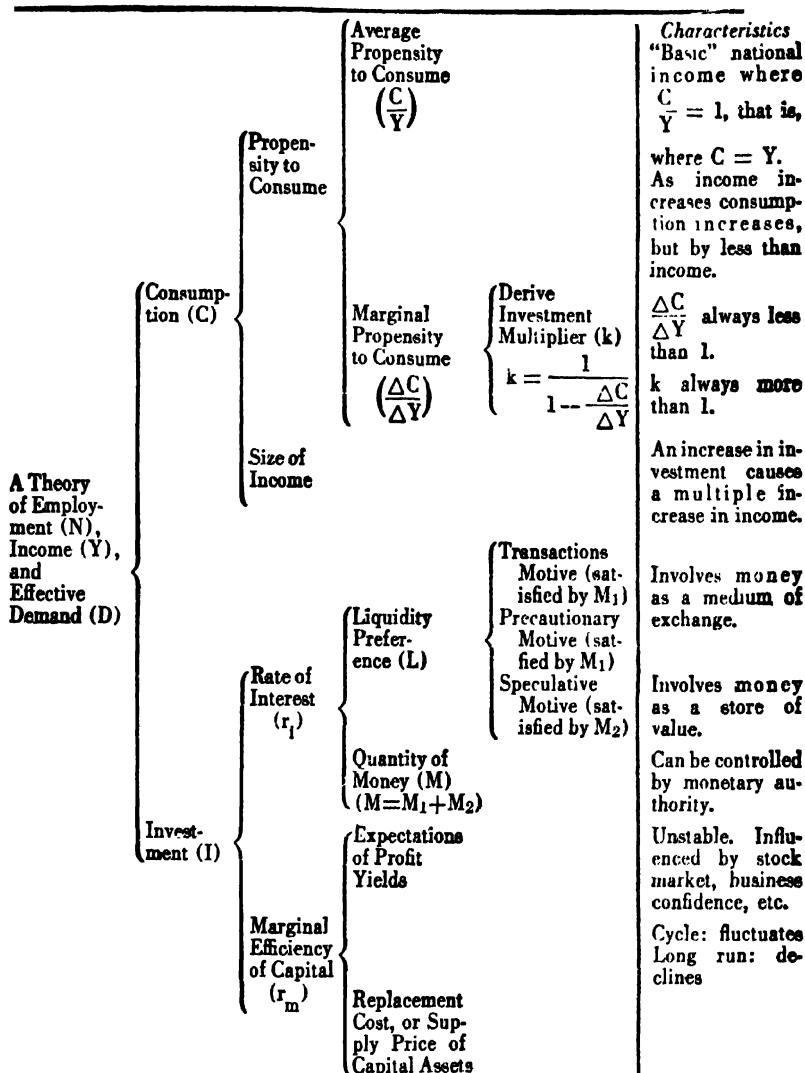 Average
Propensity
to Consume
(C/Y)
Propen-
sity to
Consume
Consump-
tion (C)
Marginal
Propensity
to Consume
(ΔC/ΔY)
Derive
Investment
Multiplier (k)
k = 1/(1 - ΔC/ΔY)
Size of
Income
A Theory
of Employ-
ment (N),
Income (Y),
and
Effective
Demand (D)
Transactions
Motive (sat-
isfied by M₁)
Liquidity
Prefer-
ence (L)
Precautionary
Motive (sat-
fied by M₁)
Speculative
Motive (sat-
isfied by M₂)
Rate of
Interest
(r_i)
Quantity of
Money (M)
(M=M₁+M₂)
Invest-
ment (I)
Expectations
of Profit
Yields
Marginal
Efficiency
of Capital
(r_m)
Replacement
Cost, or Sup-
ply Price of
Capital Assets
Characteristics
"Basic" national
income where
C/Y = 1, that is,
where C = Y.
As income in-
creases consump-
tion increases,
but by less than
income.
ΔC/ΔY always less
than 1.
k always more
than 1.
An increase in in-
vestment causes
a multiple in-
crease in income.
Involves money
as a medium of
exchange.
Involves money
as a store of
value.
Can be controlled
by monetary au-
thority.
Unstable. Influ-
enced by stock
market, business
confidence, etc.
Cycle: fluctuates
Long run: de-
clines